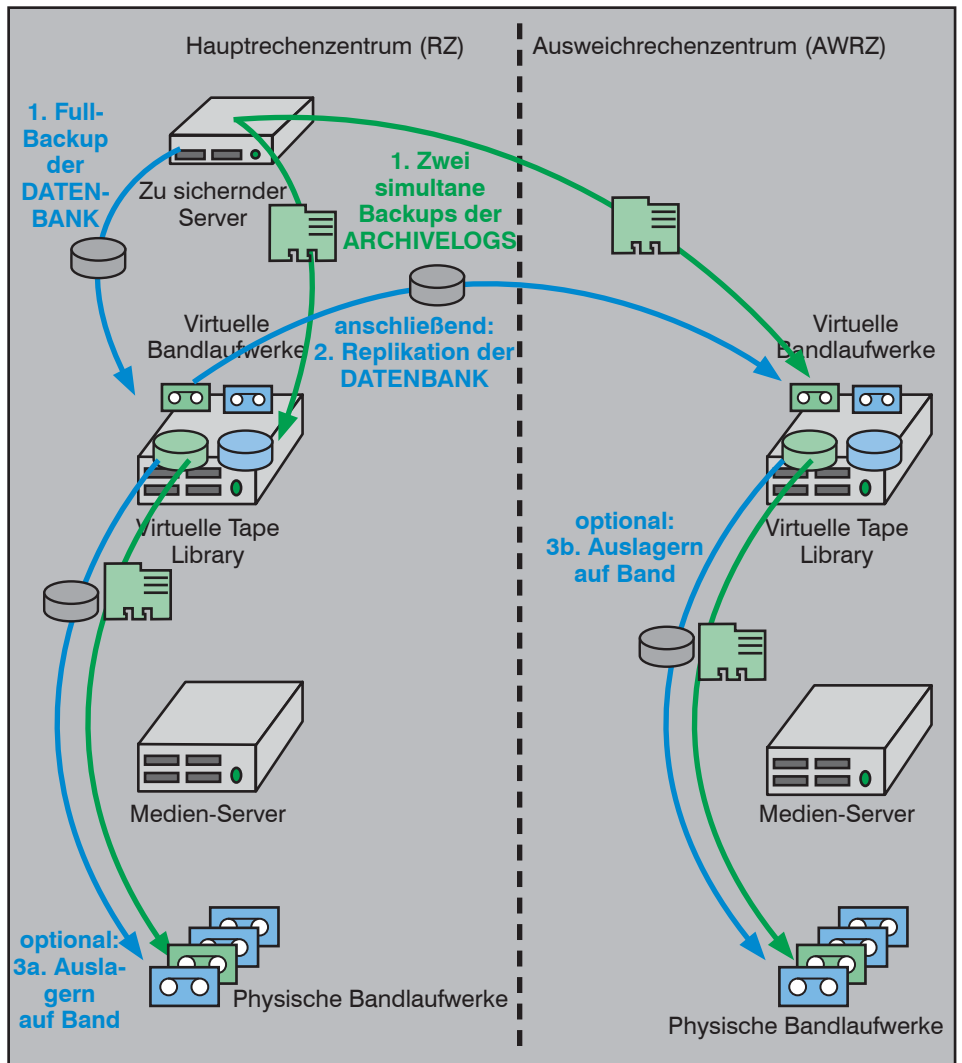 Hauptrechenzentrum (RZ)
Ausweichrechenzentrum (AWRZ)
1. Full-
Backup
der
DATEN-
BANK
Zu sichernder
Server
1. Zwei
simultane
Backups der
ARCHIVELOGS
Virtuelle
Bandlaufwerke
anschließend:
2. Replikation der
DATENBANK
Virtuelle
Bandlaufwerke
Virtuelle Tape
Library
optional:
3b. Auslagern
auf Band
Virtuelle Tape
Library
Medien-Server
Medien-Server
optional:
3a. Ausla-
gern
auf Band
Physische Bandlaufwerke
Physische Bandlaufwerke